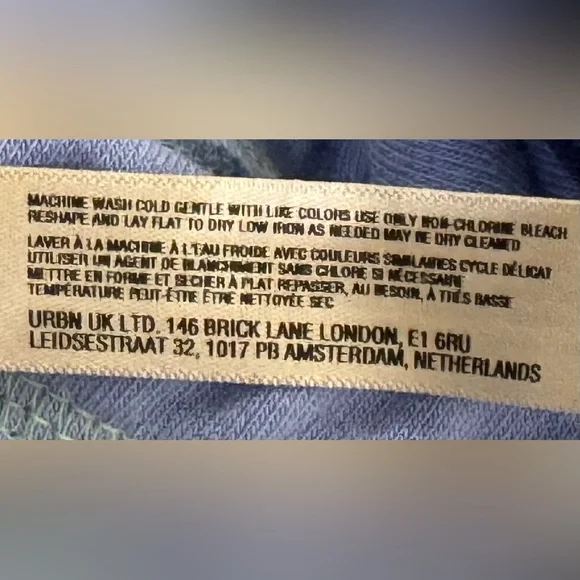 MACHINE WASH COLD GENTLE WITH LIKE COLORS USE ONLY NON-CHLORINE BLEACH
RESHAPE AND LAY FLAT TO DRY LOW IRON AS NEEDED MAY BE DRY CLEANED
LAVER À LA MACHINE À L'EAU FROIDE AVEC COULEURS SIMILAIRES CYCLE DÉLICAT
UTILISER UN AGENT DE BLANCHIMENT SANS CHLORE SI NÉCESSAIRE
METTRE EN FORME ET SÉCHER À PLAT REPASSER, AU BESOIN, À TRÈS BASSE
TEMPÉRATURE PEUT-ÊTRE ÊTRE NETTOYÉE SEC
URBN UK LTD. 146 BRICK LANE LONDON, E1 6RU
LEIDSESTRAAT 32, 1017 PB AMSTERDAM, NETHERLANDS